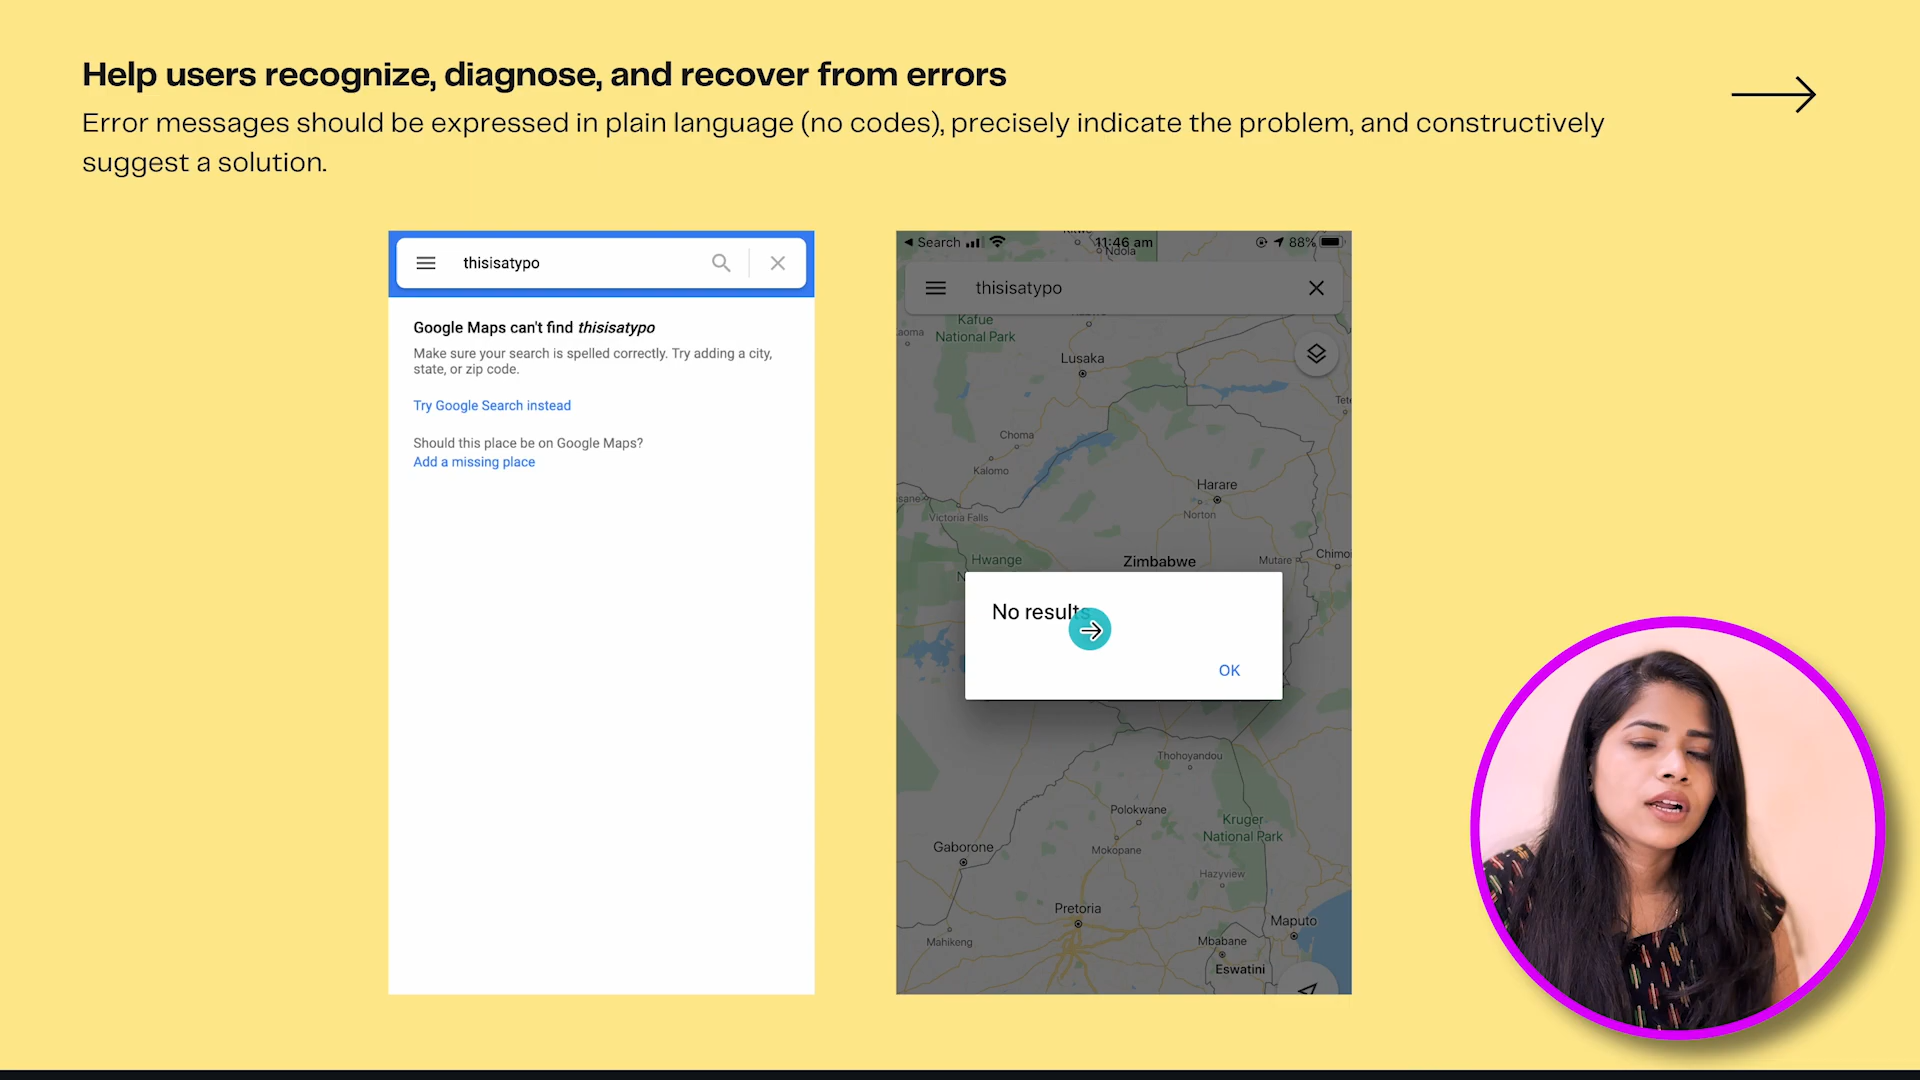 Help users recognize, diagnose, and recover from errors
Error messages should be expressed in plain language (no codes), precisely indicate the problem, and constructively
suggest a solution.
thisisatypo
Google Maps can't find thisisatypo
Make sure your search is spelled correctly. Try adding a city,
state, or zip code.
Try Google Search instead
Should this place be on Google Maps?
Add a missing place
Search
11:46 am
88%
Ndola
thisisatypo
Kafue
National Park
Lusaka
Choma
Kalomo
Harare
Norton
Victoria Falls
Hwange
Zimbabwe
Mutare
Chimoi
No results
OK
Thohoyandou
Polokwane
Kruger
National Park
Mokopane
Gaborone
Hazyview
Pretoria
Maputo
Mahikeng
Mbabane
Eswatini